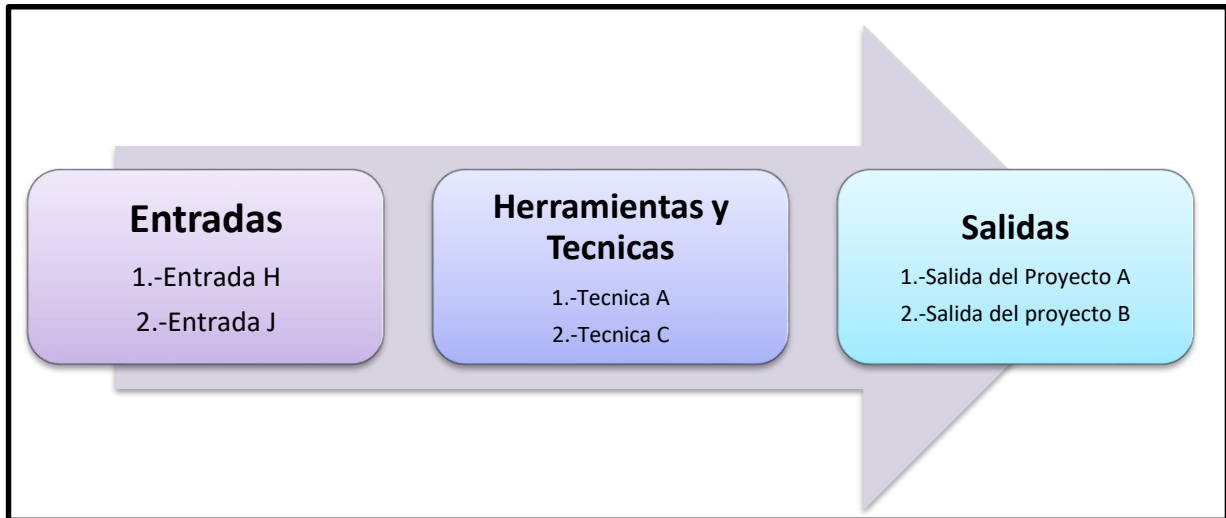 Entradas
1.-Entrada H
2.-Entrada J
Herramientas y
Tecnicas
1.-Tecnica A
2.-Tecnica C
Salidas
1.-Salida del Proyecto A
2.-Salida del proyecto B